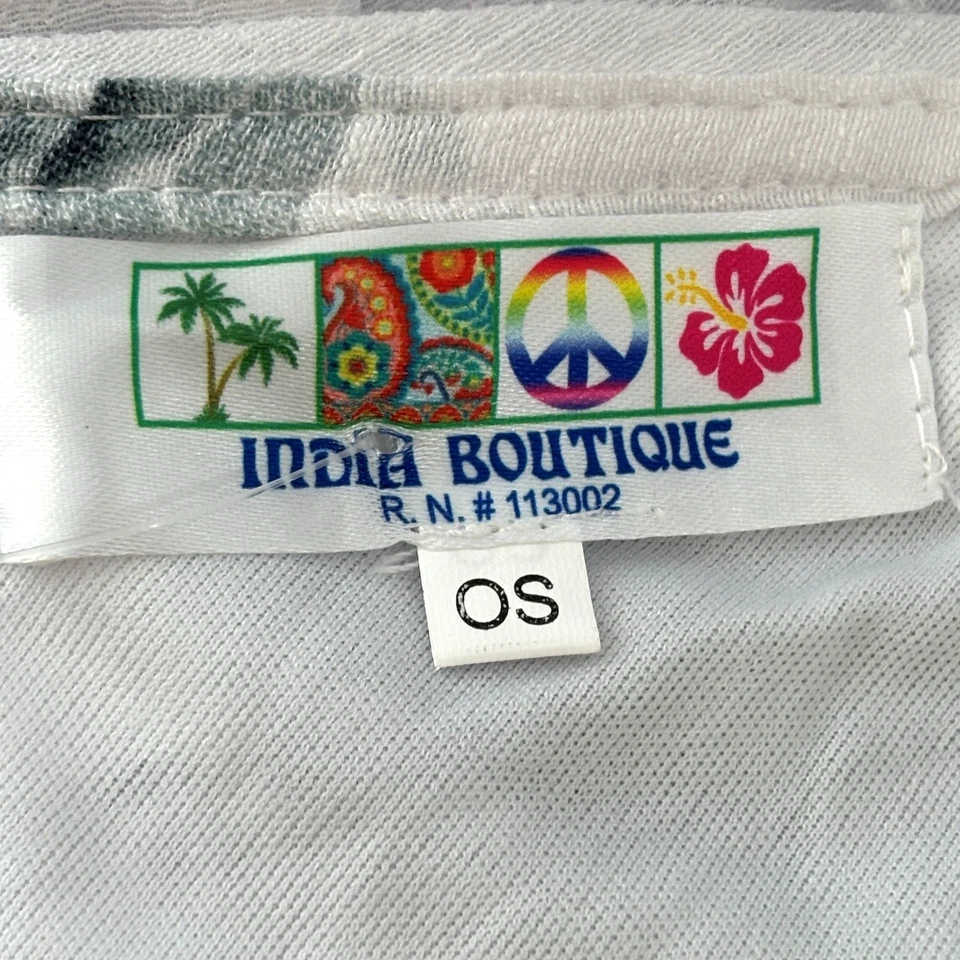 INDIA BOUTIQUE
R. N. # 113002
OS